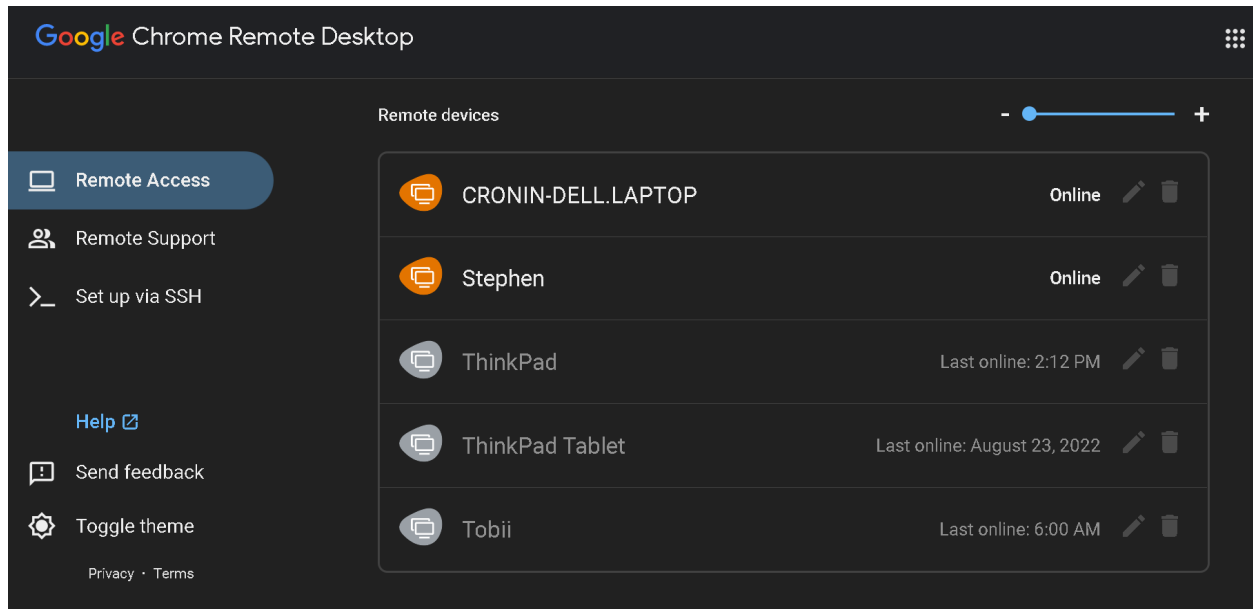 Google Chrome Remote Desktop
Remote devices
- +
Remote Access
Remote Support
Set up via SSH
Help
Send feedback
Toggle theme
Privacy · Terms
CRONIN-DELL.LAPTOP Online
Stephen Online
ThinkPad Last online: 2:12 PM
ThinkPad Tablet Last online: August 23, 2022
Tobii Last online: 6:00 AM